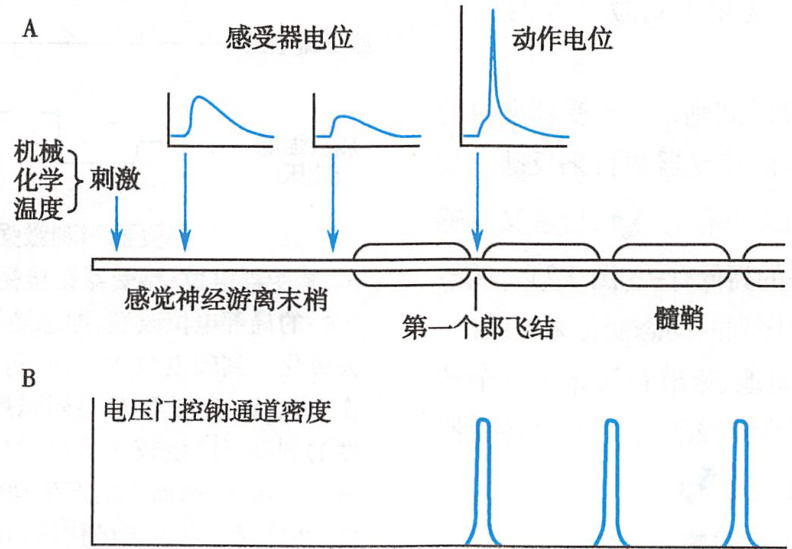 A
感受器电位
动作电位
机械
化学
温度
刺激
感觉神经游离末梢
第一个郎飞结
髓鞘
B
电压门控钠通道密度